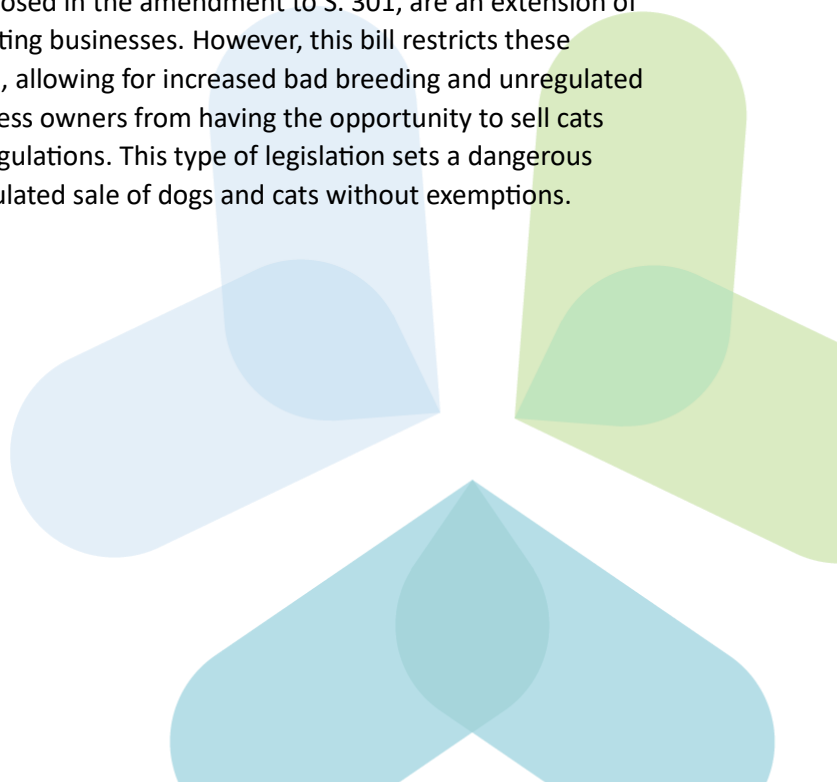 osed in the amendment to S. 301, are an extension of
ting businesses. However, this bill restricts these
, allowing for increased bad breeding and unregulated
ess owners from having the opportunity to sell cats
gulations. This type of legislation sets a dangerous
ulated sale of dogs and cats without exemptions.